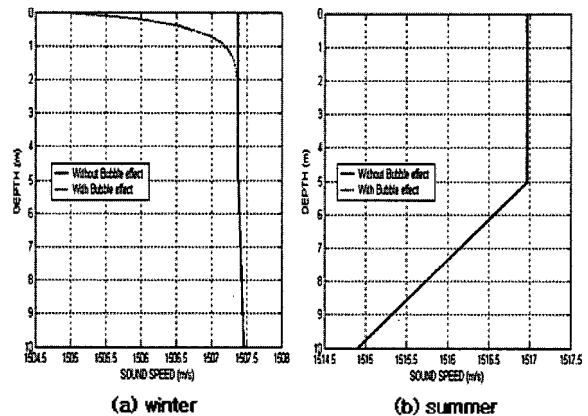 0
1
2
3
4
5
6
7
8
9
10
DEPTH (m)
Without Bubble effect
With Bubble effect
1504.5 1505 1505.5 1506 1506.5 1507 1507.5 1508
SOUND SPEED (m/s)
(a) winter
0
1
2
3
4
5
6
7
8
9
10
DEPTH (m)
Without Bubble effect
With Bubble effect
1514.5 1515 1515.5 1516 1516.5 1517 1517.5
SOUND SPEED (m/s)
(b) summer